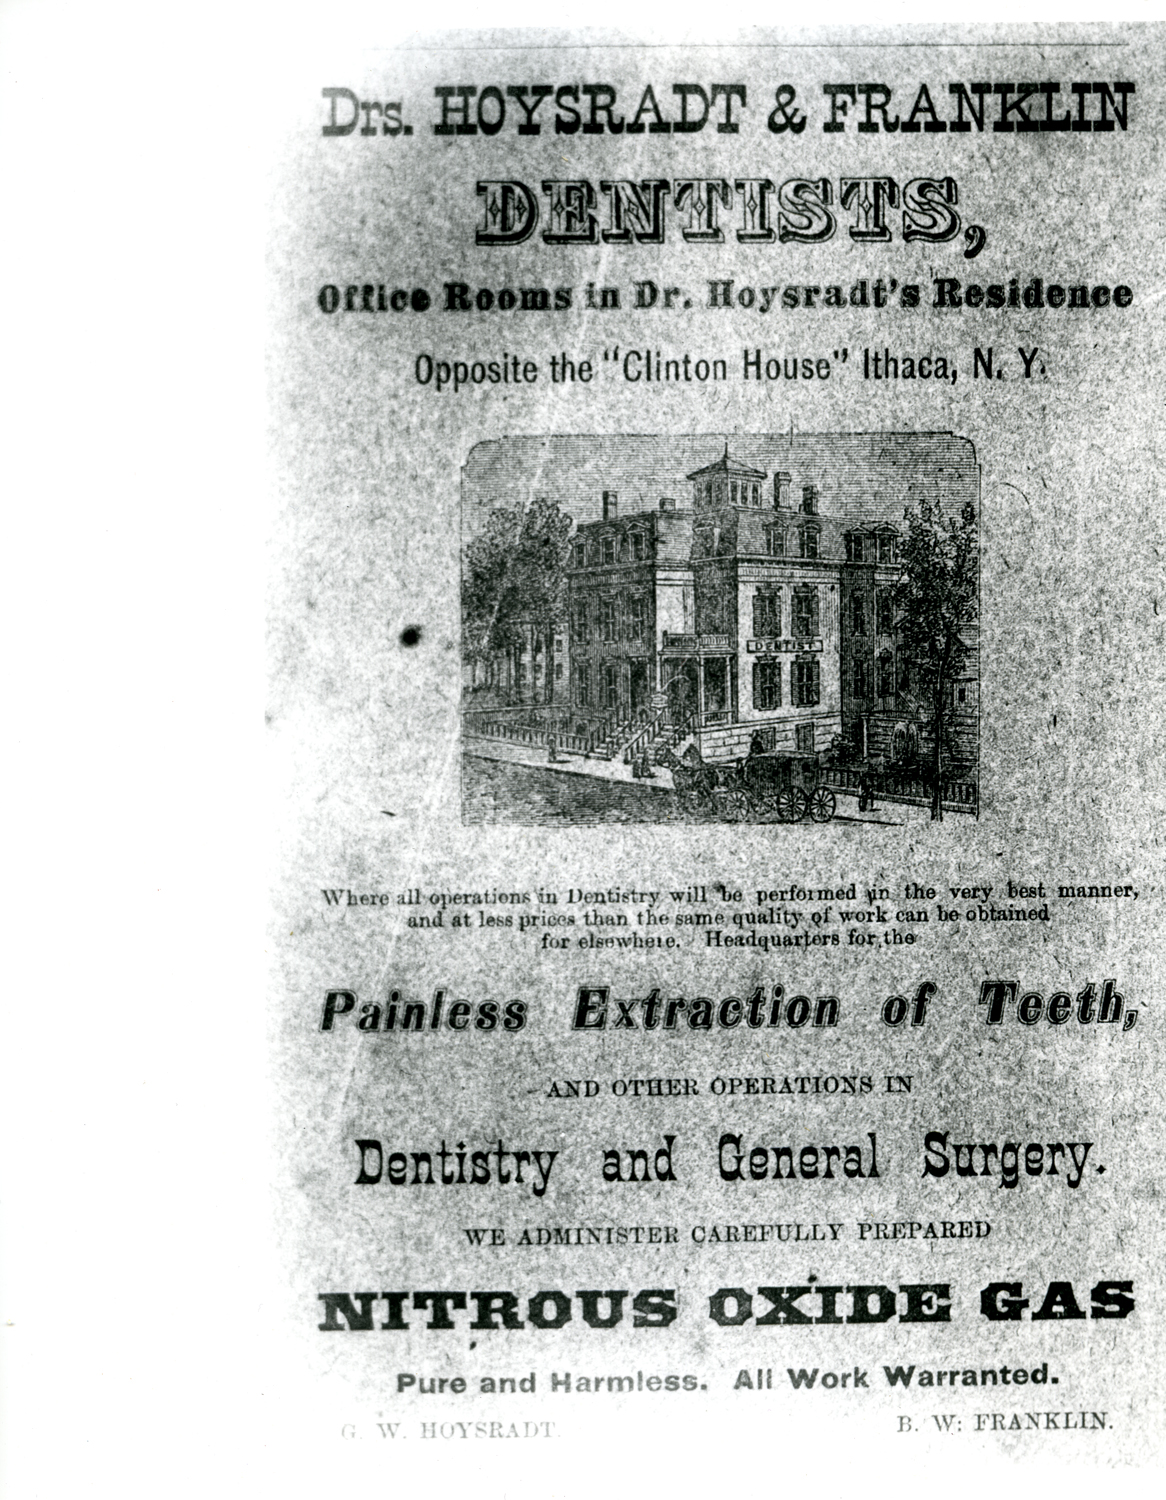 Drs. HOYSRADT & FRANKLIN
DENTISTS,
Office Rooms in Dr. Hoysradt's Residence
Opposite the "Clinton House" Ithaca, N. Y.
DENTIST
Where all operations in Dentistry will be performed in the very best manner,
and at less prices than the same quality of work can be obtained
for elsewhere. Headquarters for the
Painless Extraction of Teeth,
AND OTHER OPERATIONS IN
Dentistry and General Surgery.
WE ADMINISTER CAREFULLY PREPARED
NITROUS OXIDE GAS
Pure and Harmless. All Work Warranted.
G. W. HOYSRADT. B. W. FRANKLIN.